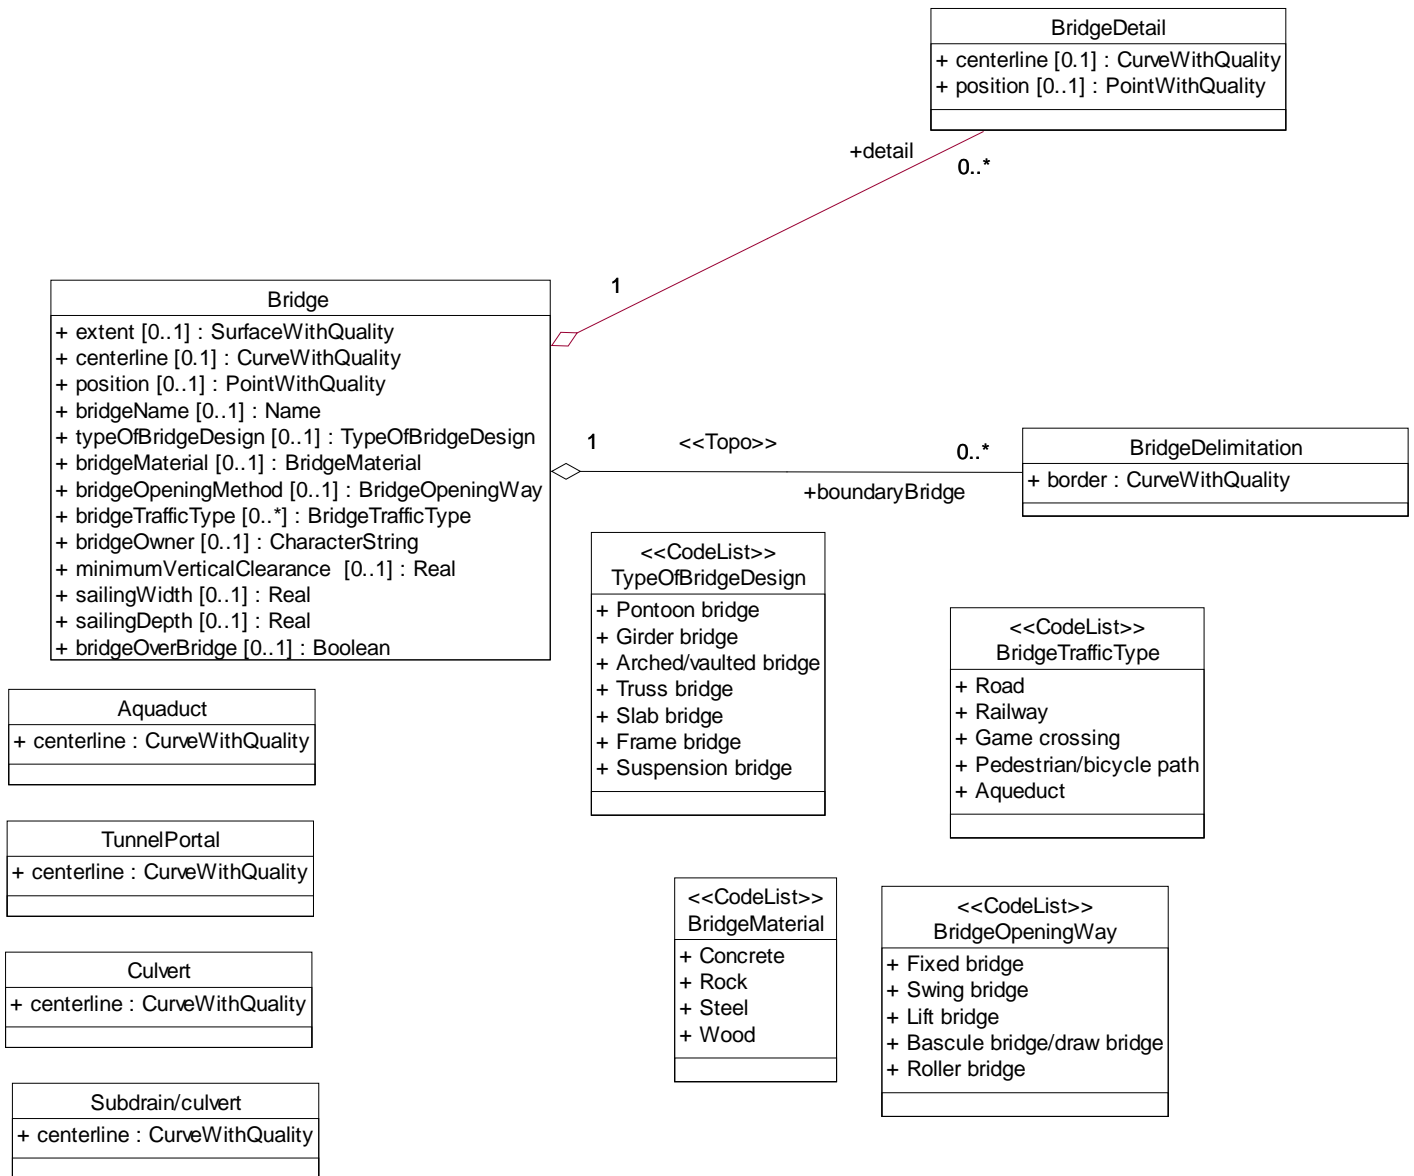 BridgeDetail
+ centerline [0.1] : CurveWithQuality
+ position [0..1] : PointWithQuality
+detail
0..*
1
Bridge
+ extent [0..1] : SurfaceWithQuality
+ centerline [0.1] : CurveWithQuality
+ position [0..1] : PointWithQuality
+ bridgeName [0..1] : Name
+ typeOfBridgeDesign [0..1] : TypeOfBridgeDesign
+ bridgeMaterial [0..1] : BridgeMaterial
+ bridgeOpeningMethod [0..1] : BridgeOpeningWay
+ bridgeTrafficType [0..*] : BridgeTrafficType
+ bridgeOwner [0..1] : CharacterString
+ minimumVerticalClearance [0..1] : Real
+ sailingWidth [0..1] : Real
+ sailingDepth [0..1] : Real
+ bridgeOverBridge [0..1] : Boolean
1
<<Topo>>
0..*
+boundaryBridge
BridgeDelimitation
+ border : CurveWithQuality
<<CodeList>>
TypeOfBridgeDesign
+ Pontoon bridge
+ Girder bridge
+ Arched/vaulted bridge
+ Truss bridge
+ Slab bridge
+ Frame bridge
+ Suspension bridge
<<CodeList>>
BridgeTrafficType
+ Road
+ Railway
+ Game crossing
+ Pedestrian/bicycle path
+ Aqueduct
Aquaduct
+ centerline : CurveWithQuality
TunnelPortal
+ centerline : CurveWithQuality
Culvert
+ centerline : CurveWithQuality
Subdrain/culvert
+ centerline : CurveWithQuality
<<CodeList>>
BridgeMaterial
+ Concrete
+ Rock
+ Steel
+ Wood
<<CodeList>>
BridgeOpeningWay
+ Fixed bridge
+ Swing bridge
+ Lift bridge
+ Bascule bridge/draw bridge
+ Roller bridge